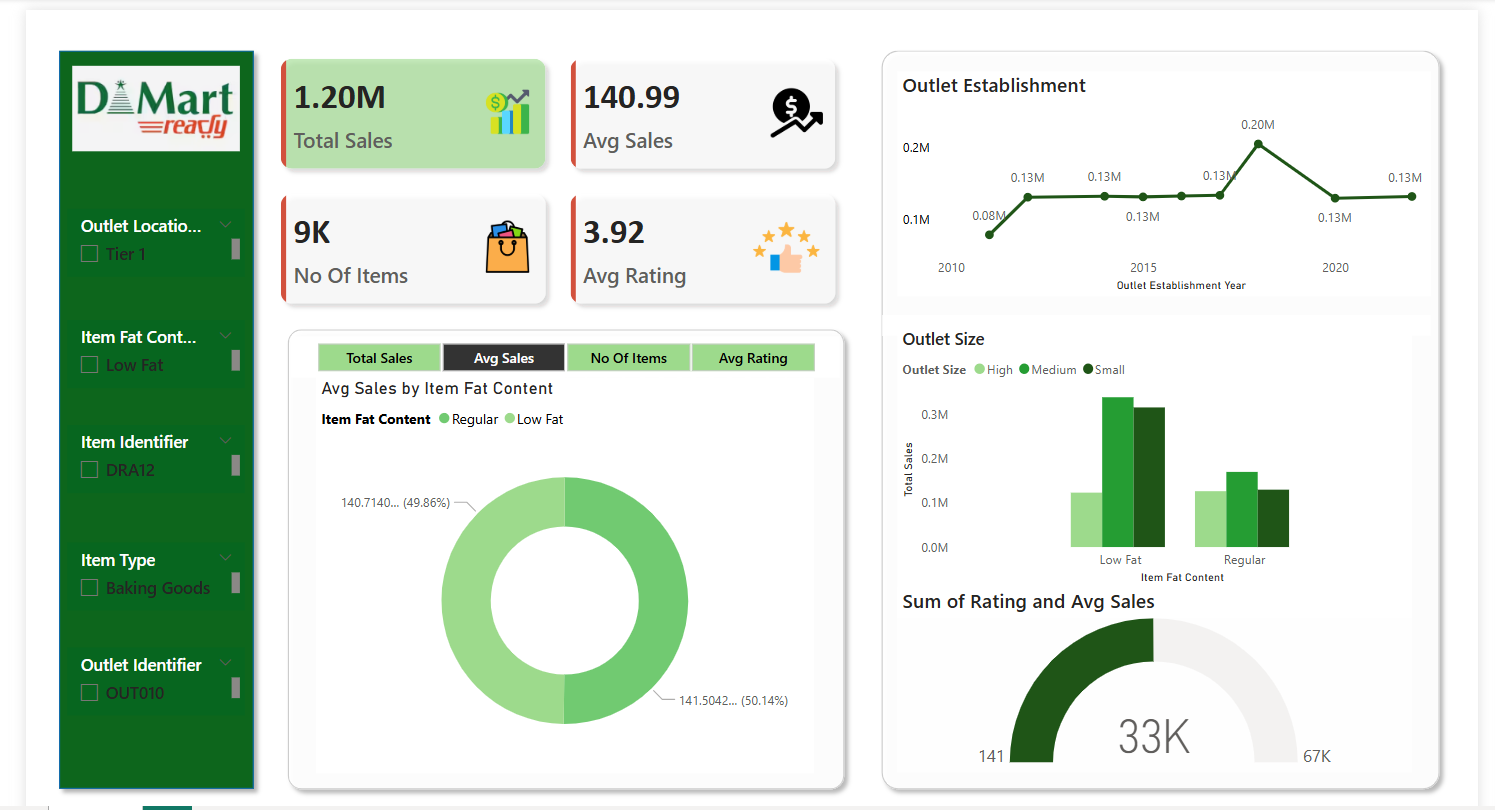 D Mart
ready
Outlet Locatio...
Tier 1
Item Fat Cont...
Low Fat
Item Identifier
DRA12
Item Type
Baking Goods
Outlet Identifier
OUT010
1.20M
Total Sales
140.99
Avg Sales
9K
No Of Items
3.92
Avg Rating
Total Sales
Avg Sales
No Of Items
Avg Rating
Avg Sales by Item Fat Content
Item Fat Content Regular Low Fat
140.7140... (49.86%)
141.5042... (50.14%)
Outlet Establishment
0.20M
0.2M
0.13M
0.13M
0.13M
0.13M
0.08M
0.13M
0.13M
0.1M
2010
2015
2020
Outlet Establishment Year
Outlet Size
Outlet Size High Medium Small
Total Sales
0.3M
0.2M
0.1M
0.0M
Low Fat
Regular
Item Fat Content
Sum of Rating and Avg Sales
33K
141
67K